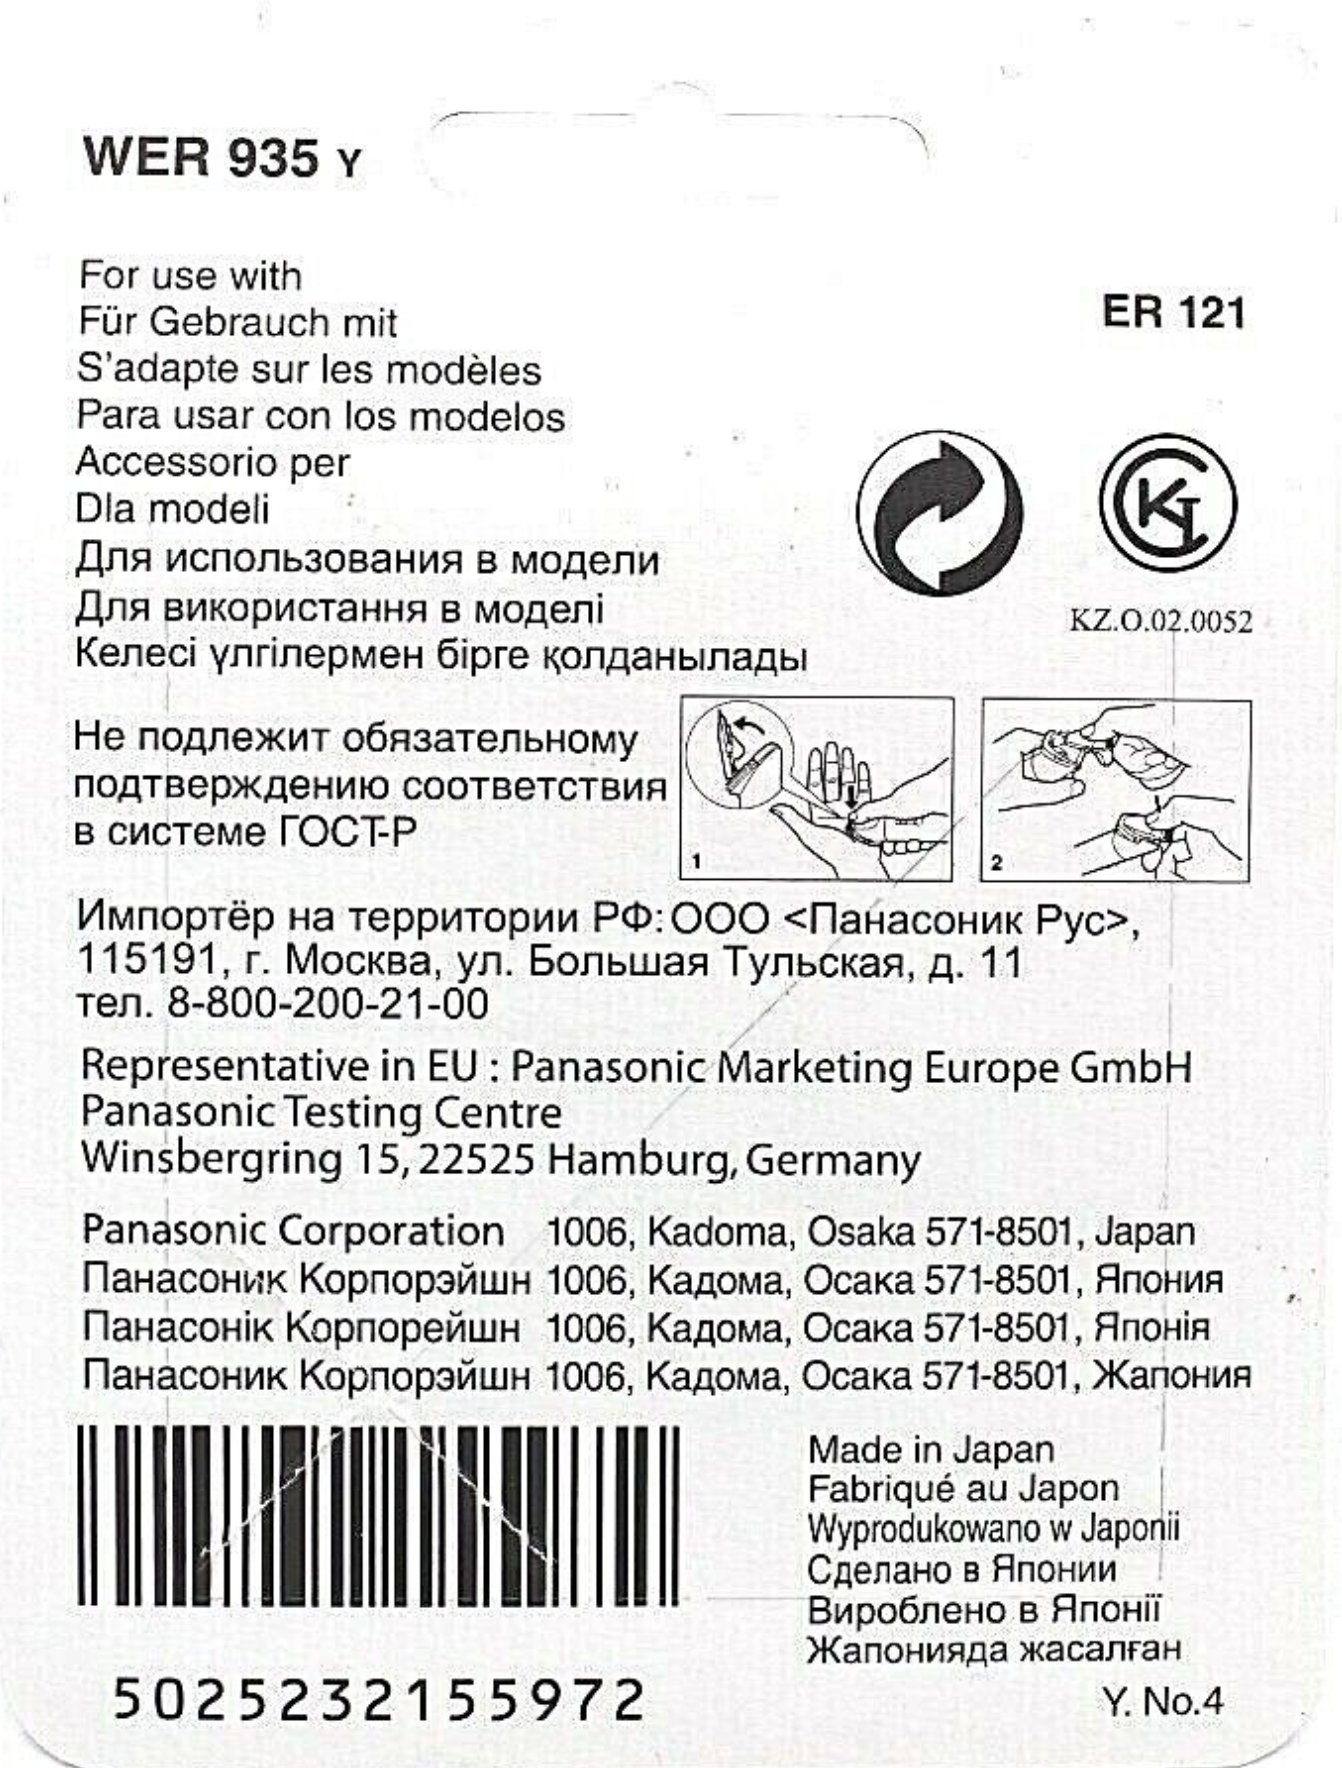 WER 935 Y
For use with
Für Gebrauch mit
S'adapte sur les modèles
Para usar con los modelos
Accessorio per
Dla modeli
Для использования в модели
Для використання в моделі
Келесі үлгілермен бірге қолданылады
ER 121
KZ.O.02.0052
Не подлежит обязательному
подтверждению соответствия
в системе ГОСТ-Р
1
2
Импортёр на территории РФ: ООО <Панасоник Рус>,
115191, г. Москва, ул. Большая Тульская, д. 11
тел. 8-800-200-21-00
Representative in EU : Panasonic Marketing Europe GmbH
Panasonic Testing Centre
Winsbergring 15, 22525 Hamburg, Germany
Panasonic Corporation 1006, Kadoma, Osaka 571-8501, Japan
Панасоник Корпорэйшн 1006, Кадома, Осака 571-8501, Япония
Панасонік Корпорейшн 1006, Кадома, Осака 571-8501, Японія
Панасоник Корпорэйшн 1006, Кадома, Осака 571-8501, Жапония
Made in Japan
Fabriqué au Japon
Wyprodukowano w Japonii
Сделано в Японии
Вироблено в Японії
Жапонияда жасалған
5025232155972
Y. No.4